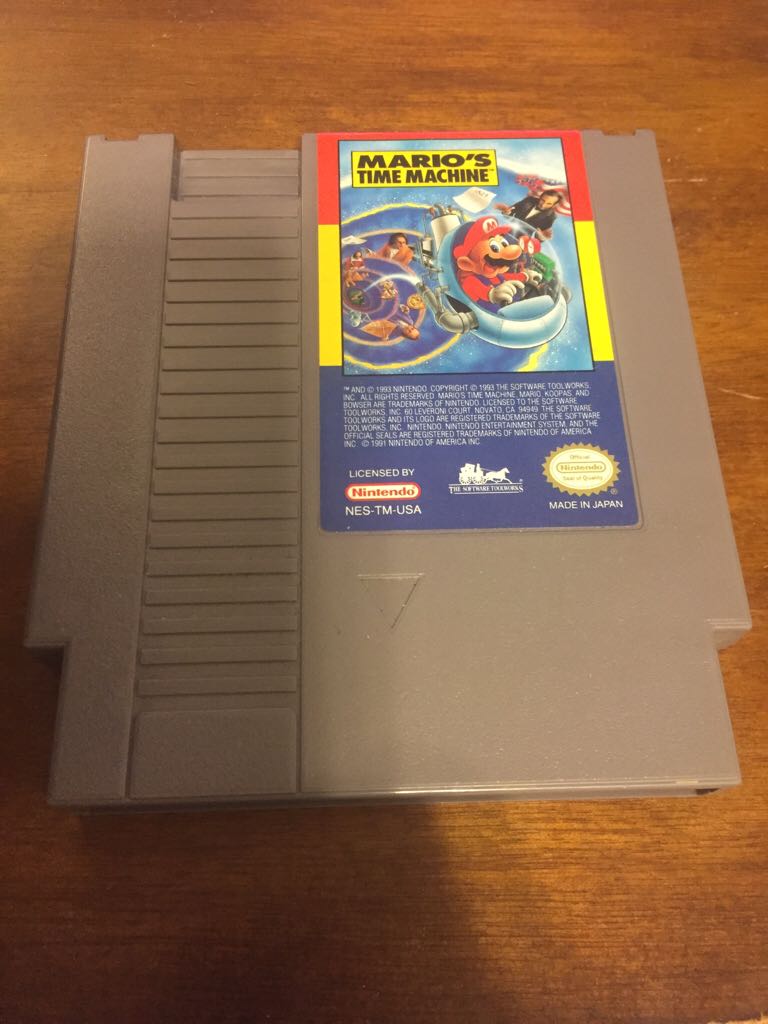 MARIO'S
TIME MACHINE™
M
™ AND © 1993 NINTENDO. COPYRIGHT © 1993 THE SOFTWARE TOOLWORKS,
INC. ALL RIGHTS RESERVED. MARIO'S TIME MACHINE, MARIO, KOOPAS, AND
BOWSER ARE TRADEMARKS OF NINTENDO. LICENSED TO THE SOFTWARE
TOOLWORKS, INC. 60 LEVERONI COURT, NOVATO, CA 94949. THE SOFTWARE
TOOLWORKS AND ITS LOGO ARE REGISTERED TRADEMARKS OF THE SOFTWARE
TOOLWORKS, INC. NINTENDO, NINTENDO ENTERTAINMENT SYSTEM, AND THE
OFFICIAL SEALS ARE REGISTERED TRADEMARKS OF NINTENDO OF AMERICA
INC. © 1991 NINTENDO OF AMERICA INC.
LICENSED BY
Nintendo®
NES-TM-USA
THE SOFTWARE TOOLWORKS®
Official
Nintendo
Seal of Quality
®
MADE IN JAPAN